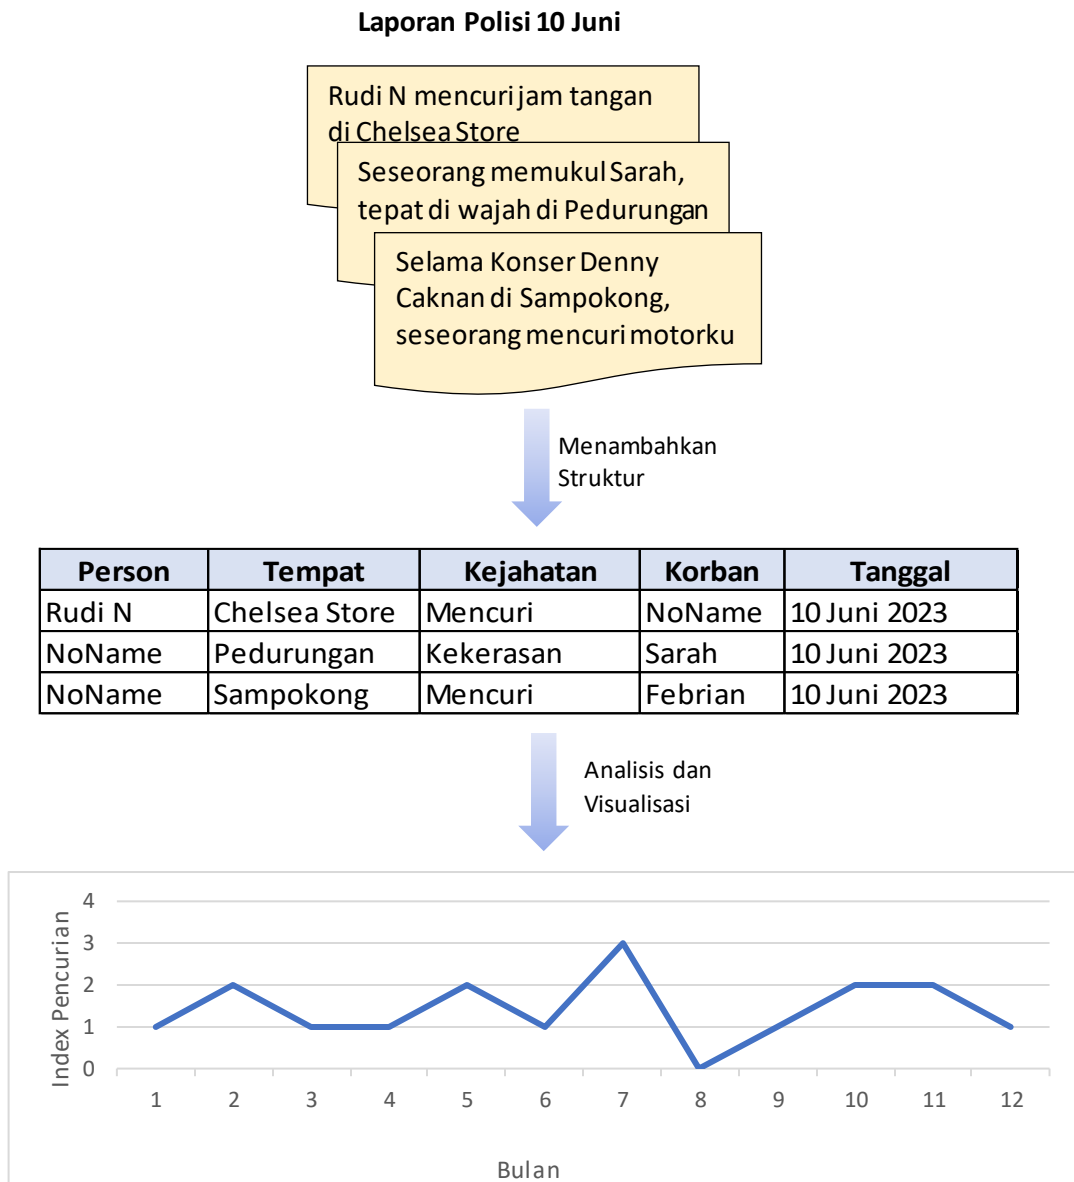 Laporan Polisi 10 Juni
Rudi N mencuri jam tangan
di Chelsea Store
Seseorang memukul Sarah,
tepat di wajah di Pedurungan
Selama Konser Denny
Caknan di Sampokong,
seseorang mencuri motorku
Menambahkan
Struktur
Person Tempat Kejahatan Korban Tanggal
Rudi N Chelsea Store Mencuri NoName 10 Juni 2023
NoName Pedurungan Kekerasan Sarah 10 Juni 2023
NoName Sampokong Mencuri Febrian 10 Juni 2023
Analisis dan
Visualisasi
Index Pencurian
4
3
2
1
0
1 2 3 4 5 6 7 8 9 10 11 12
Bulan